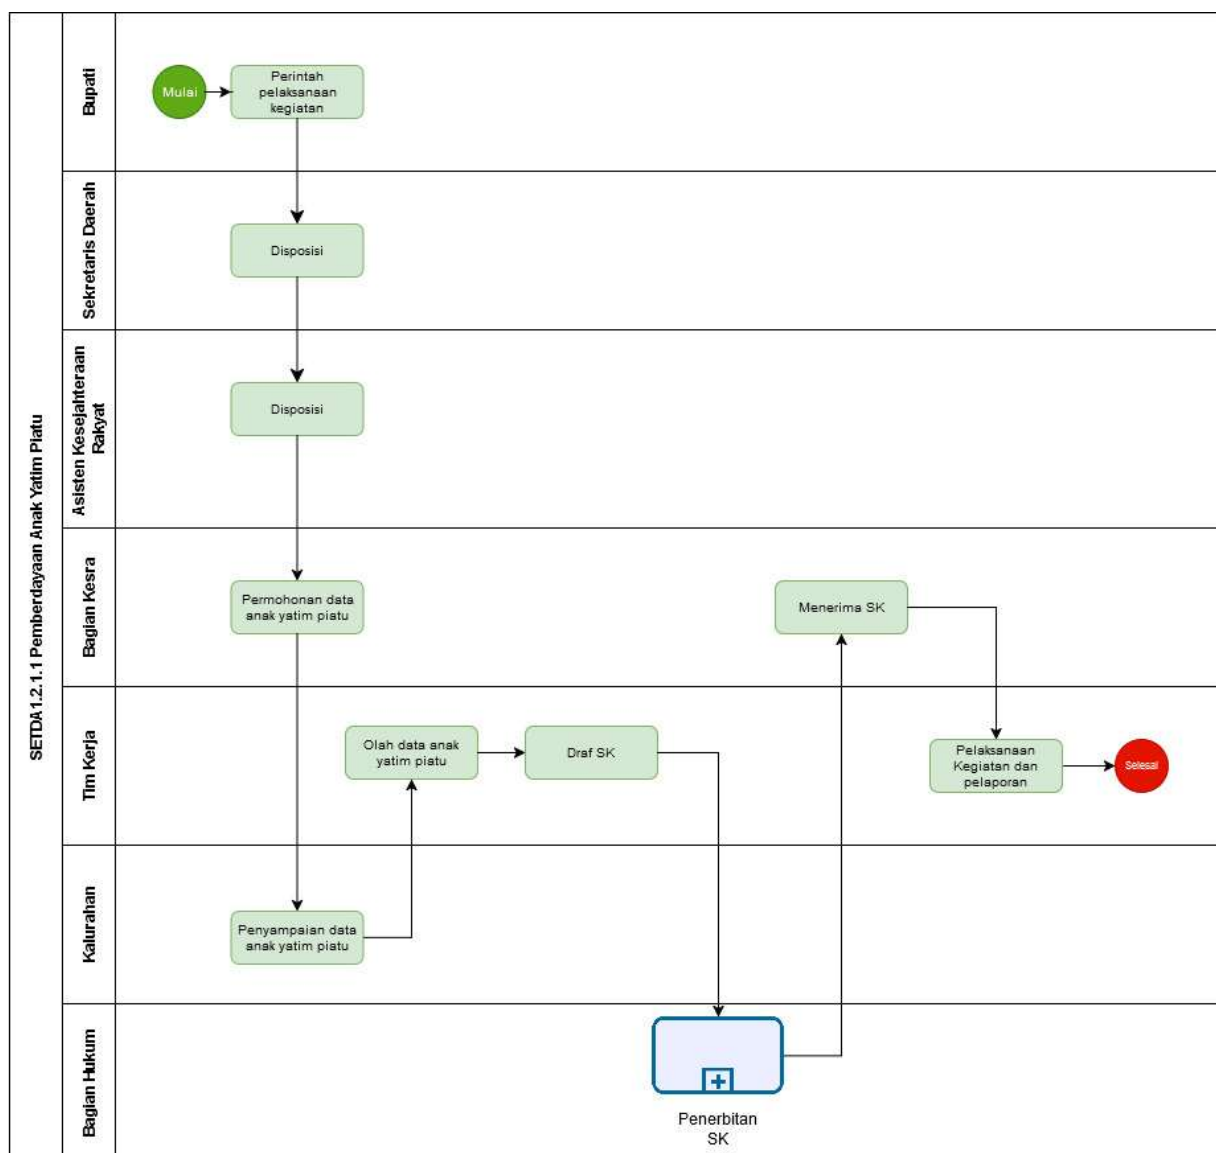 SETDA 1.2.1.1 Pemberdayaan Anak Yatim Piatu
Bupati
Mulai
Perintah
pelaksanaan
kegiatan
Sekretaris Daerah
Disposisi
Asisten Kesejahteraan
Rakyat
Disposisi
Bagian Kesra
Permohonan data
anak yatim piatu
Menerima SK
Tim Kerja
Olah data anak
yatim piatu
Draf SK
Pelaksanaan
Kegiatan dan
pelaporan
Selesai
Kalurahan
Penyampaian data
anak yatim piatu
Bagian Hukum
Penerbitan
SK